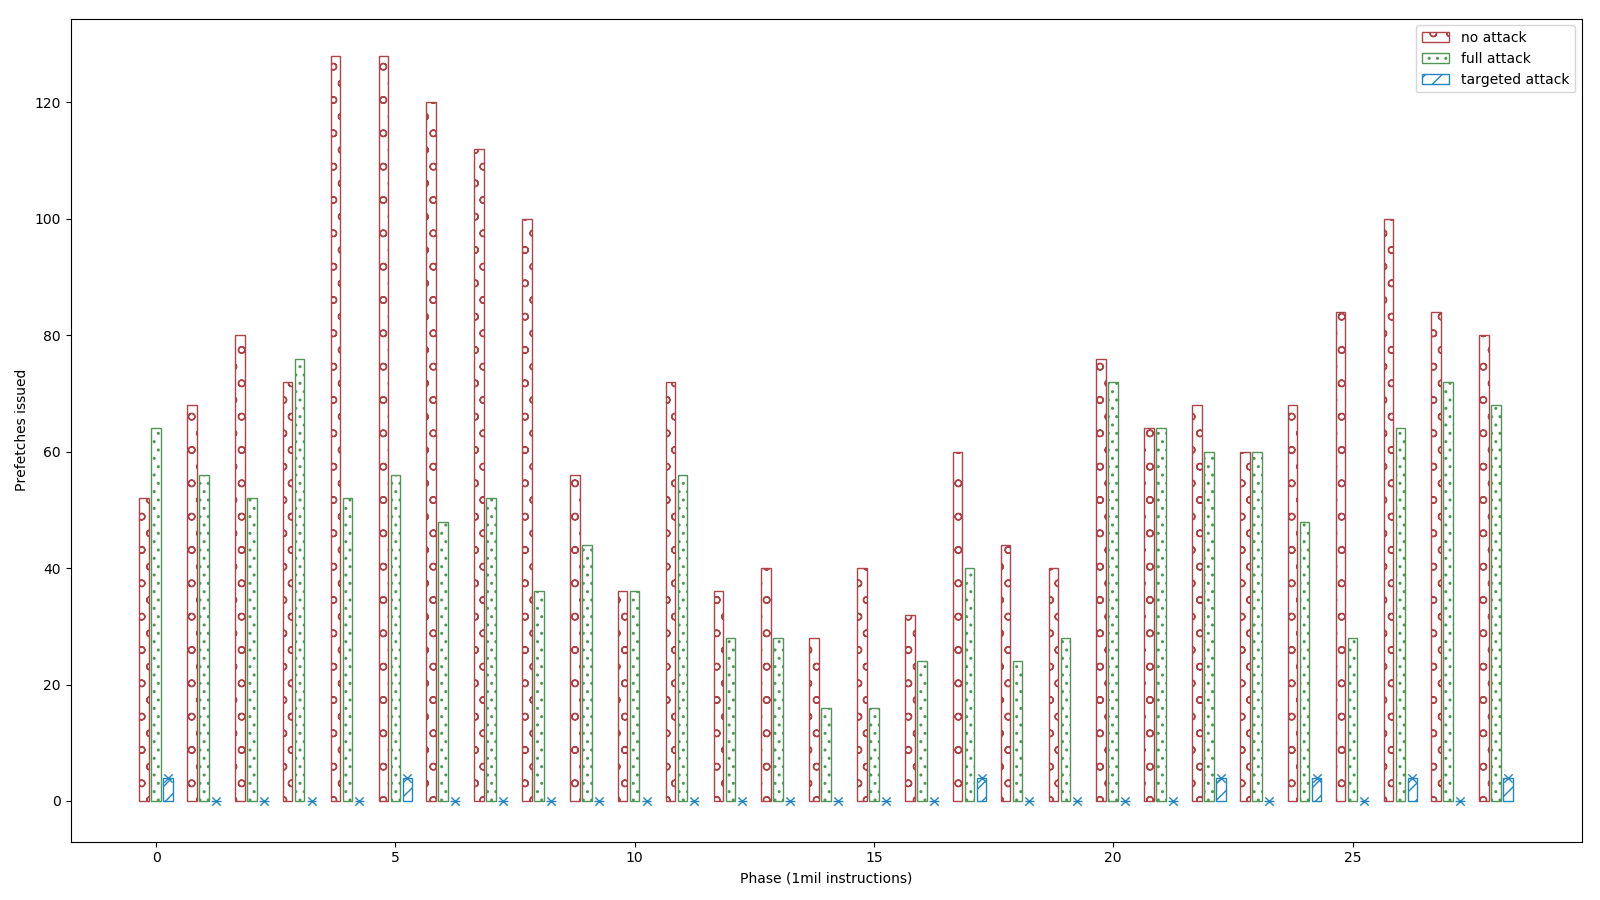 no attack
full attack
targeted attack
120
100
80
60
40
20
0
Prefetches issued
0 5 10 15 20 25
Phase (1mil instructions)